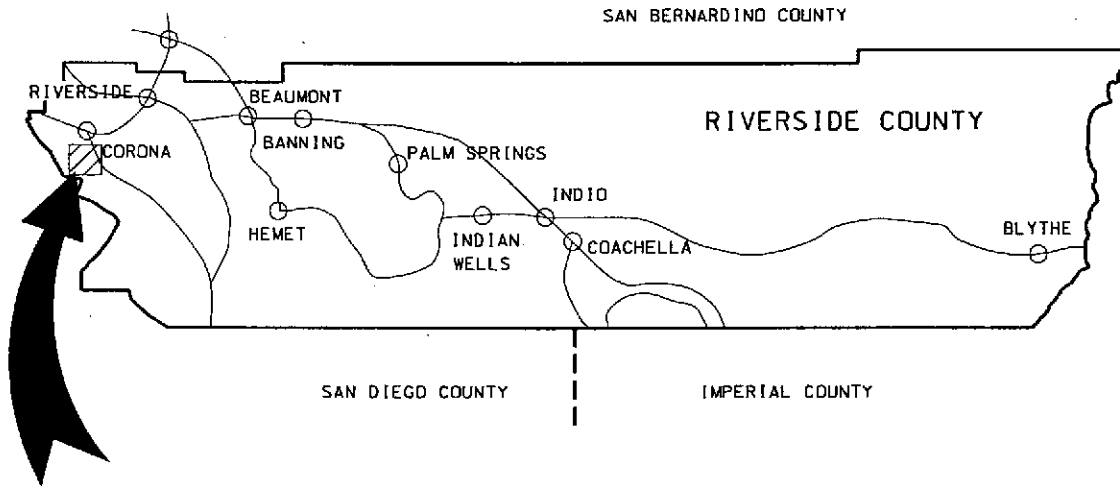 SAN BERNARDINO COUNTY
RIVERSIDE
BEAUMONT
RIVERSIDE COUNTY
BANNING
CORONA
PALM SPRINGS
INDIO
HEMET
INDIAN
WELLS
COACHELLA
BLYTHE
SAN DIEGO COUNTY
IMPERIAL COUNTY